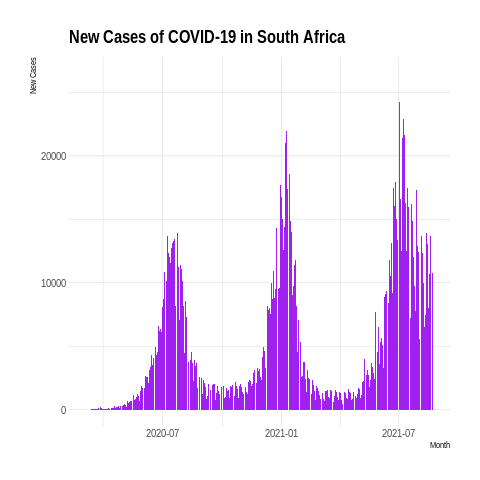 New Cases of COVID-19 in South Africa
New Cases
20000
10000
0
2020-07
2021-01
2021-07
Month